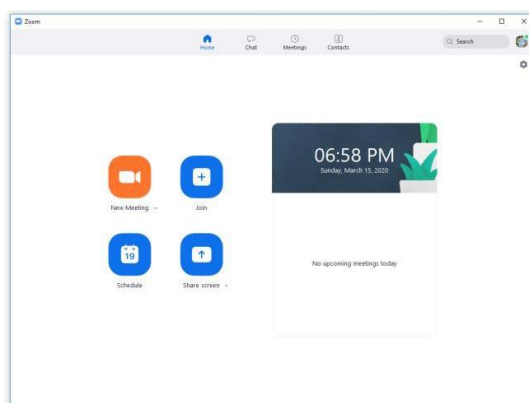 Zoom
Home
Chat
Meetings
Contacts
Search
06:58 PM
Sunday, March 15, 2020
New Meeting
Join
19
Schedule
Share screen
No upcoming meetings today